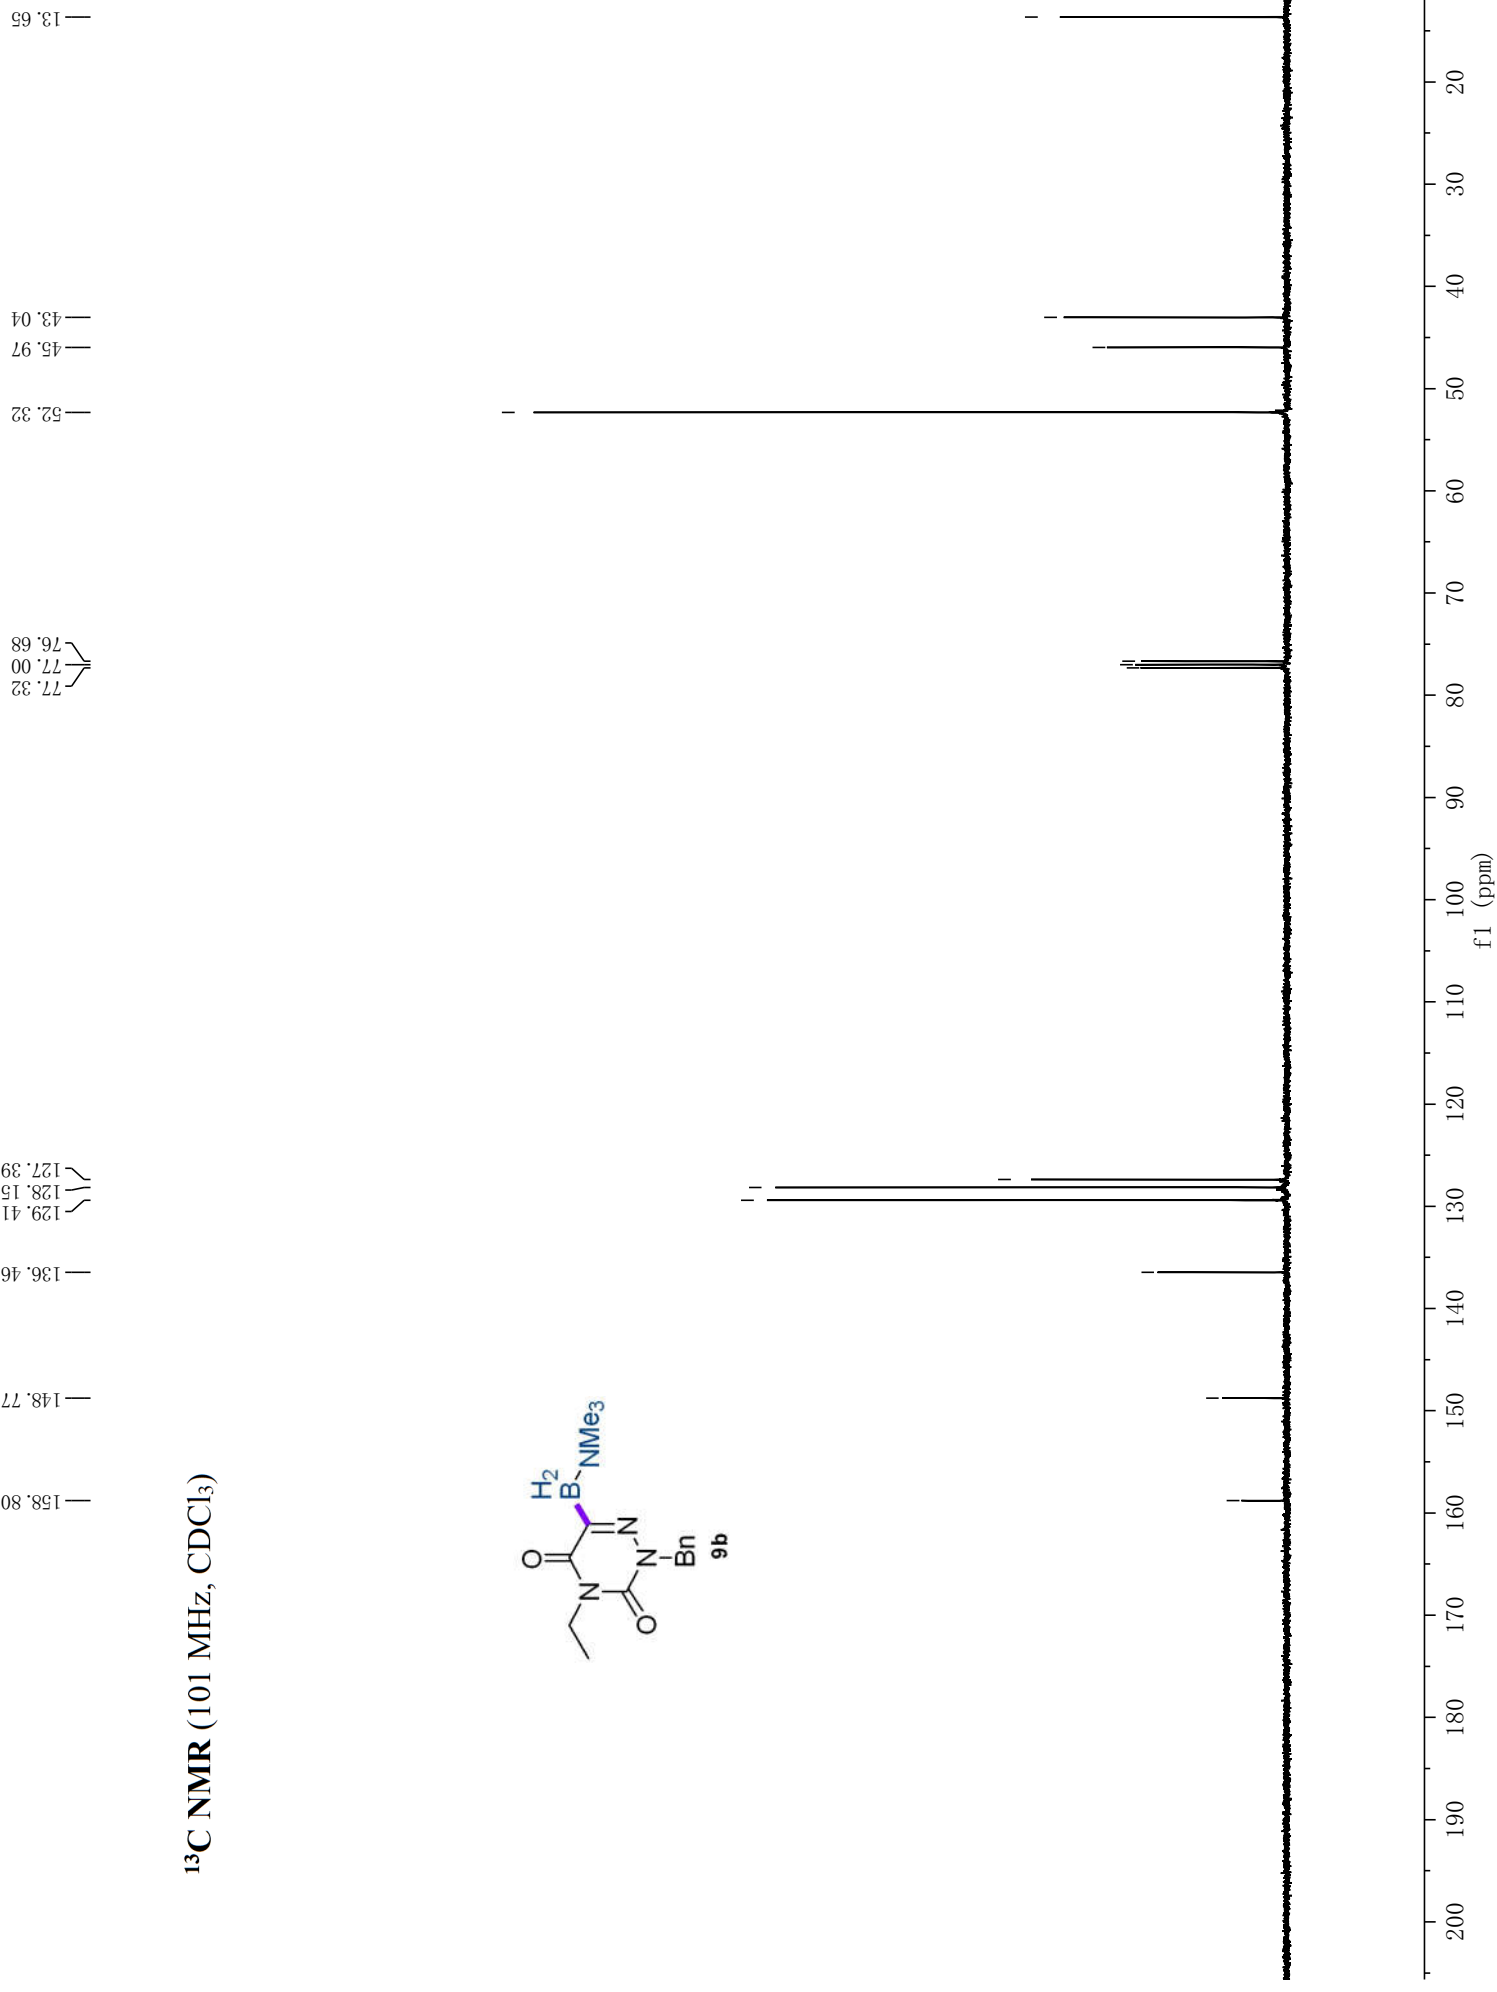 ¹³C NMR (101 MHz, CDCl₃)
158.80
148.77
136.46
129.41
128.15
127.39
77.32
77.00
76.68
52.32
45.97
43.04
13.65
O
H₂
B
NMe₃
N
N
N
O
Bn
9b
200 190 180 170 160 150 140 130 120 110 100 90 80 70 60 50 40 30 20
f1 (ppm)